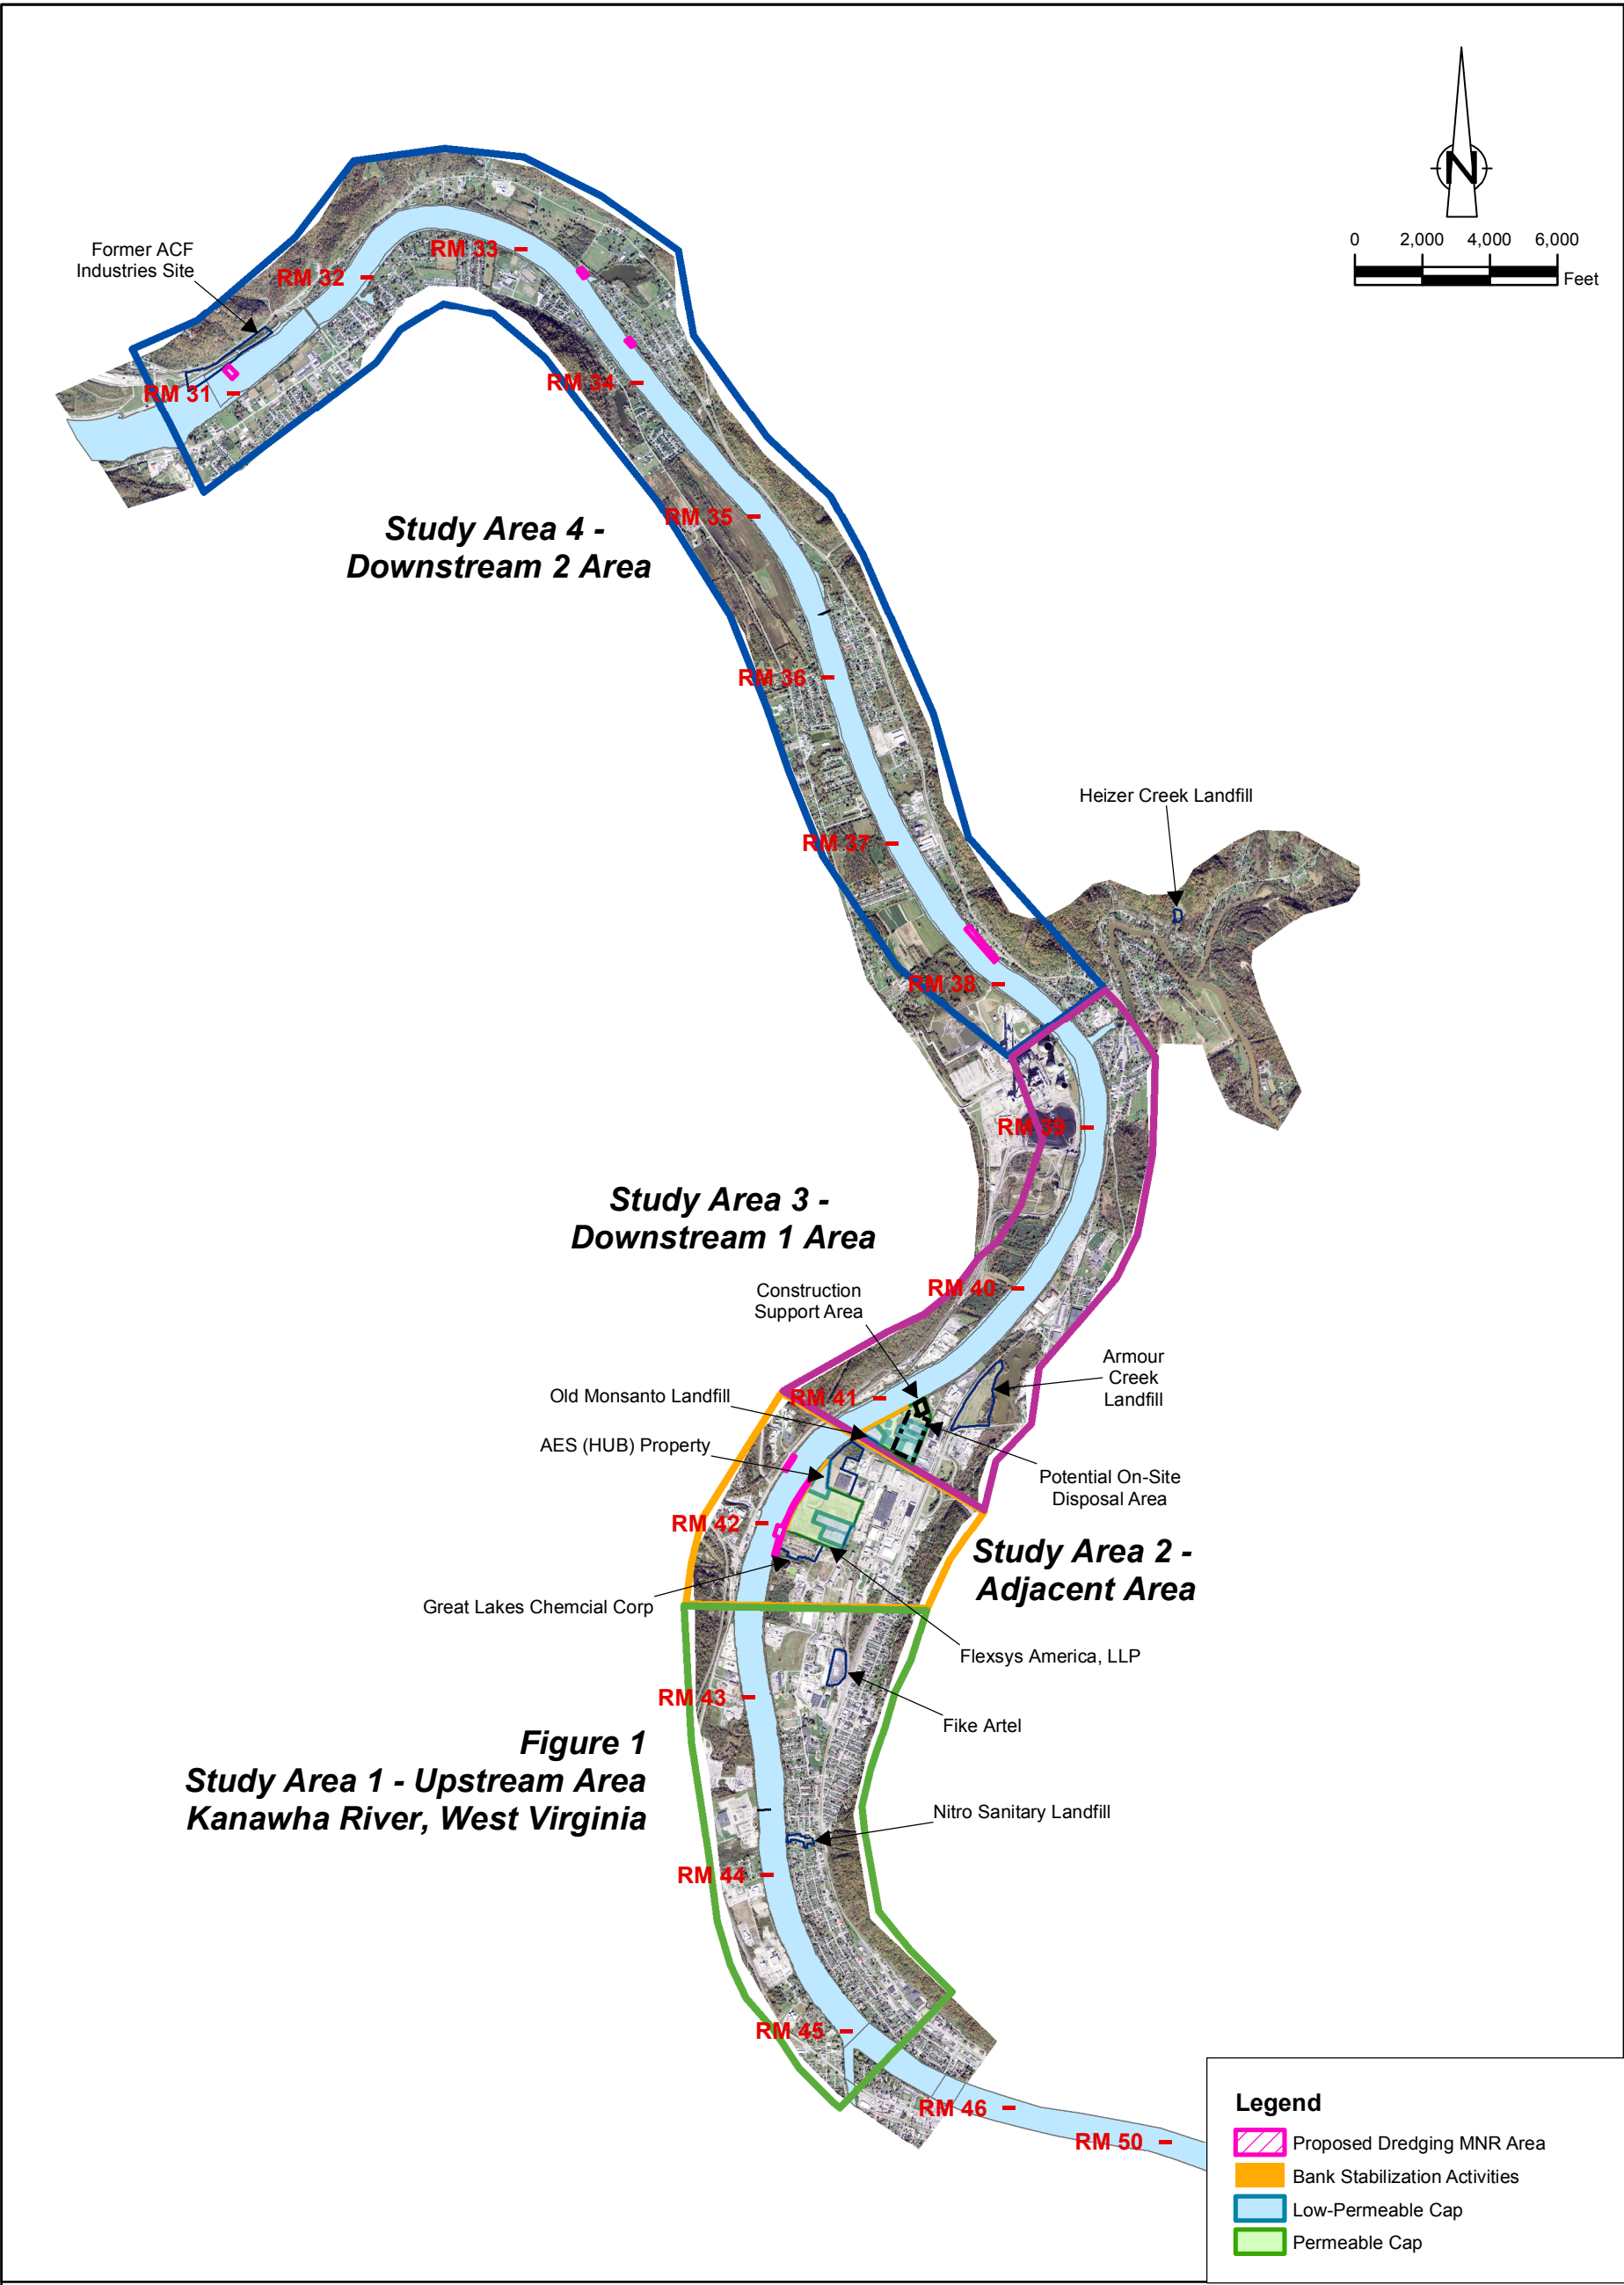 N
0 2,000 4,000 6,000
Feet
Former ACF
Industries Site
RM 33
RM 32
RM 31
RM 34
Study Area 4 -
Downstream 2 Area
RM 35
RM 36
Heizer Creek Landfill
RM 37
RM 38
RM 39
Study Area 3 -
Downstream 1 Area
RM 40
Construction
Support Area
Armour
Creek
Landfill
Old Monsanto Landfill
RM 41
AES (HUB) Property
Potential On-Site
Disposal Area
RM 42
Study Area 2 -
Adjacent Area
Great Lakes Chemcial Corp
Flexsys America, LLP
RM 43
Fike Artel
Figure 1
Study Area 1 - Upstream Area
Kanawha River, West Virginia
Nitro Sanitary Landfill
RM 44
RM 45
RM 46
RM 50
Legend
Proposed Dredging MNR Area
Bank Stabilization Activities
Low-Permeable Cap
Permeable Cap